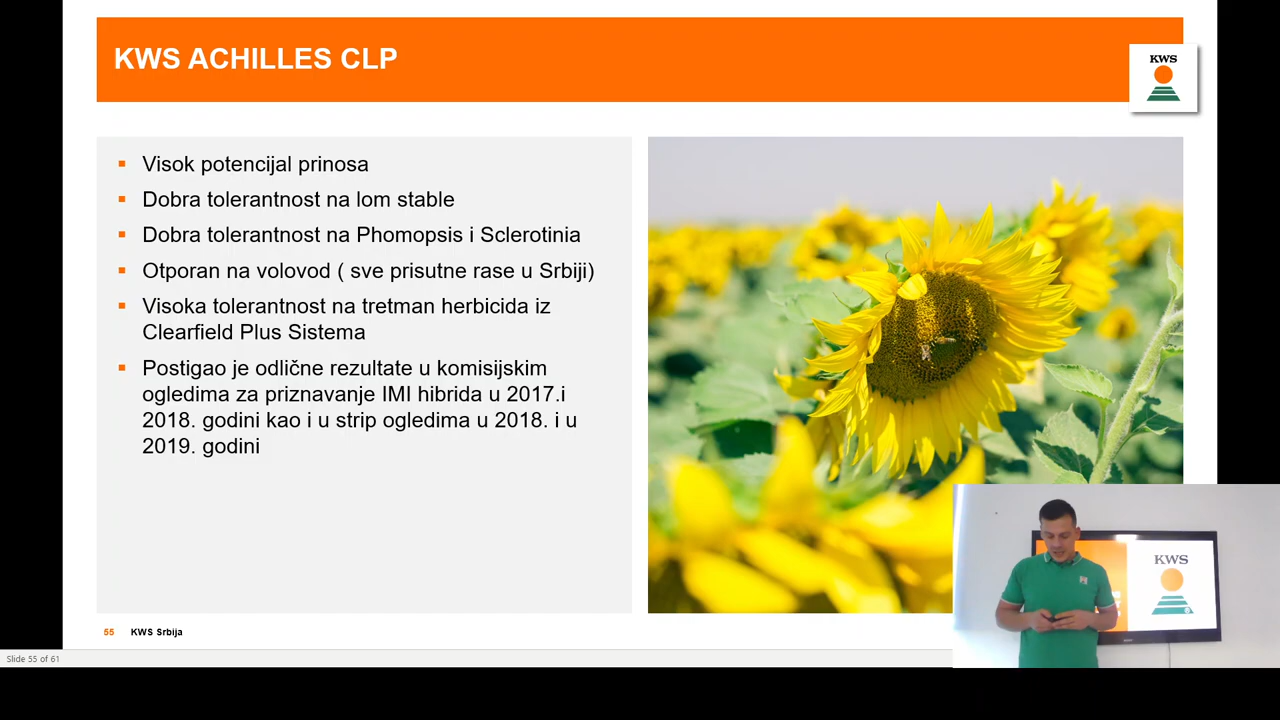 KWS ACHILLES CLP
KWS
Visok potencijal prinosa
Dobra tolerantnost na lom stable
Dobra tolerantnost na Phomopsis i Sclerotinia
Otporan na volovod ( sve prisutne rase u Srbiji)
Visoka tolerantnost na tretman herbicida iz
Clearfield Plus Sistema
Postigao je odlične rezultate u komisijskim
ogledima za priznavanje IMI hibrida u 2017.i
2018. godini kao i u strip ogledima u 2018. i u
2019. godini
KWS
55 KWS Srbija
Slide 55 of 61